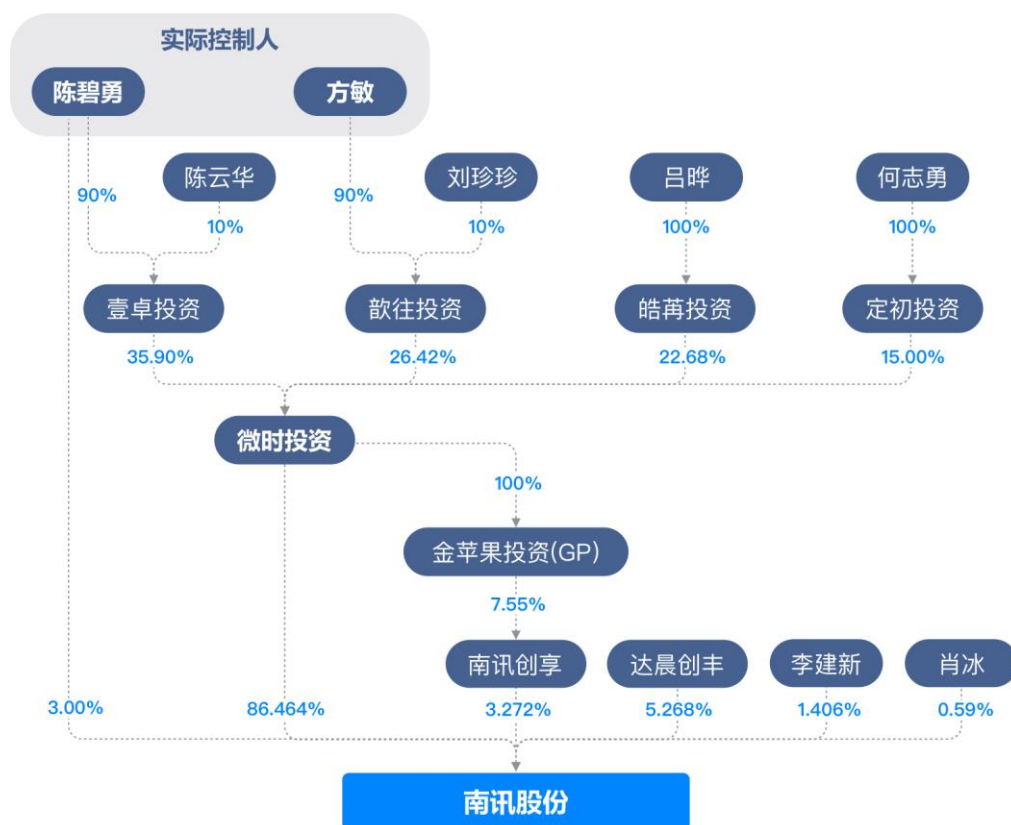 实际控制人
陈碧勇
方敏
陈云华
刘珍珍
吕晔
何志勇
90%
10%
90%
10%
100%
100%
壹卓投资
歆往投资
皓苒投资
定初投资
35.90%
26.42%
22.68%
15.00%
微时投资
100%
金苹果投资(GP)
7.55%
南讯创享
达晨创丰
李建新
肖冰
3.00%
86.464%
3.272%
5.268%
1.406%
0.59%
南讯股份